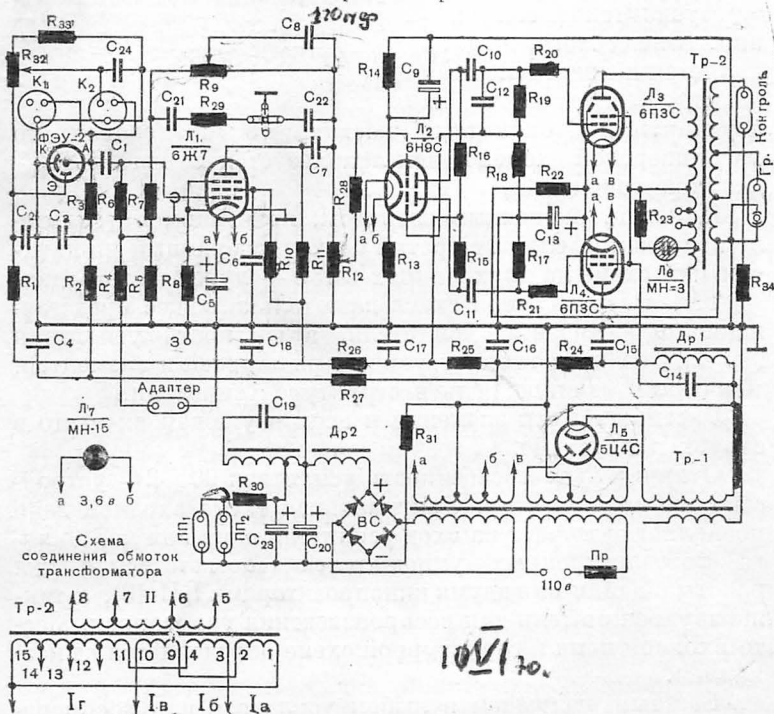 120 пф
R33 C24 C8 R9 R14 C9 C10 R20 Тр-2
R32 K1 K2 C21 R29 C22 C12 R19 Л3 6П3С Контроль
ФЭУ-2 К А Э C1 Л1 6Ж7 C7 Л2 6Н9С R16 R18 Гр.
C2 C3 R3 R6 R7 R28 R22 а в R23
а б а б C13 а в
R1 R2 R4 R5 R8 C5 C6 R10 R11 R12 R13 R15 R17 Л4 6П3С Л6 МН-3 R34
C11 R21
C4 З C18 R26 C17 R25 C16 R24 C15 Др1
R27 C14
Адаптер
Л7 МН-15 C19 Др2 R31 а б в Л5 5Ц4С Тр-1
а 3,6 в б R30
ПП1 ПП2 C23 C20 ВС Пр
110 в
Схема
соединения обмоток
трансформатора
Тр-2 8 7 II 6 5
15 14 13 12 11 10 9 4 3 2 1
Iг Iв Iб Iа